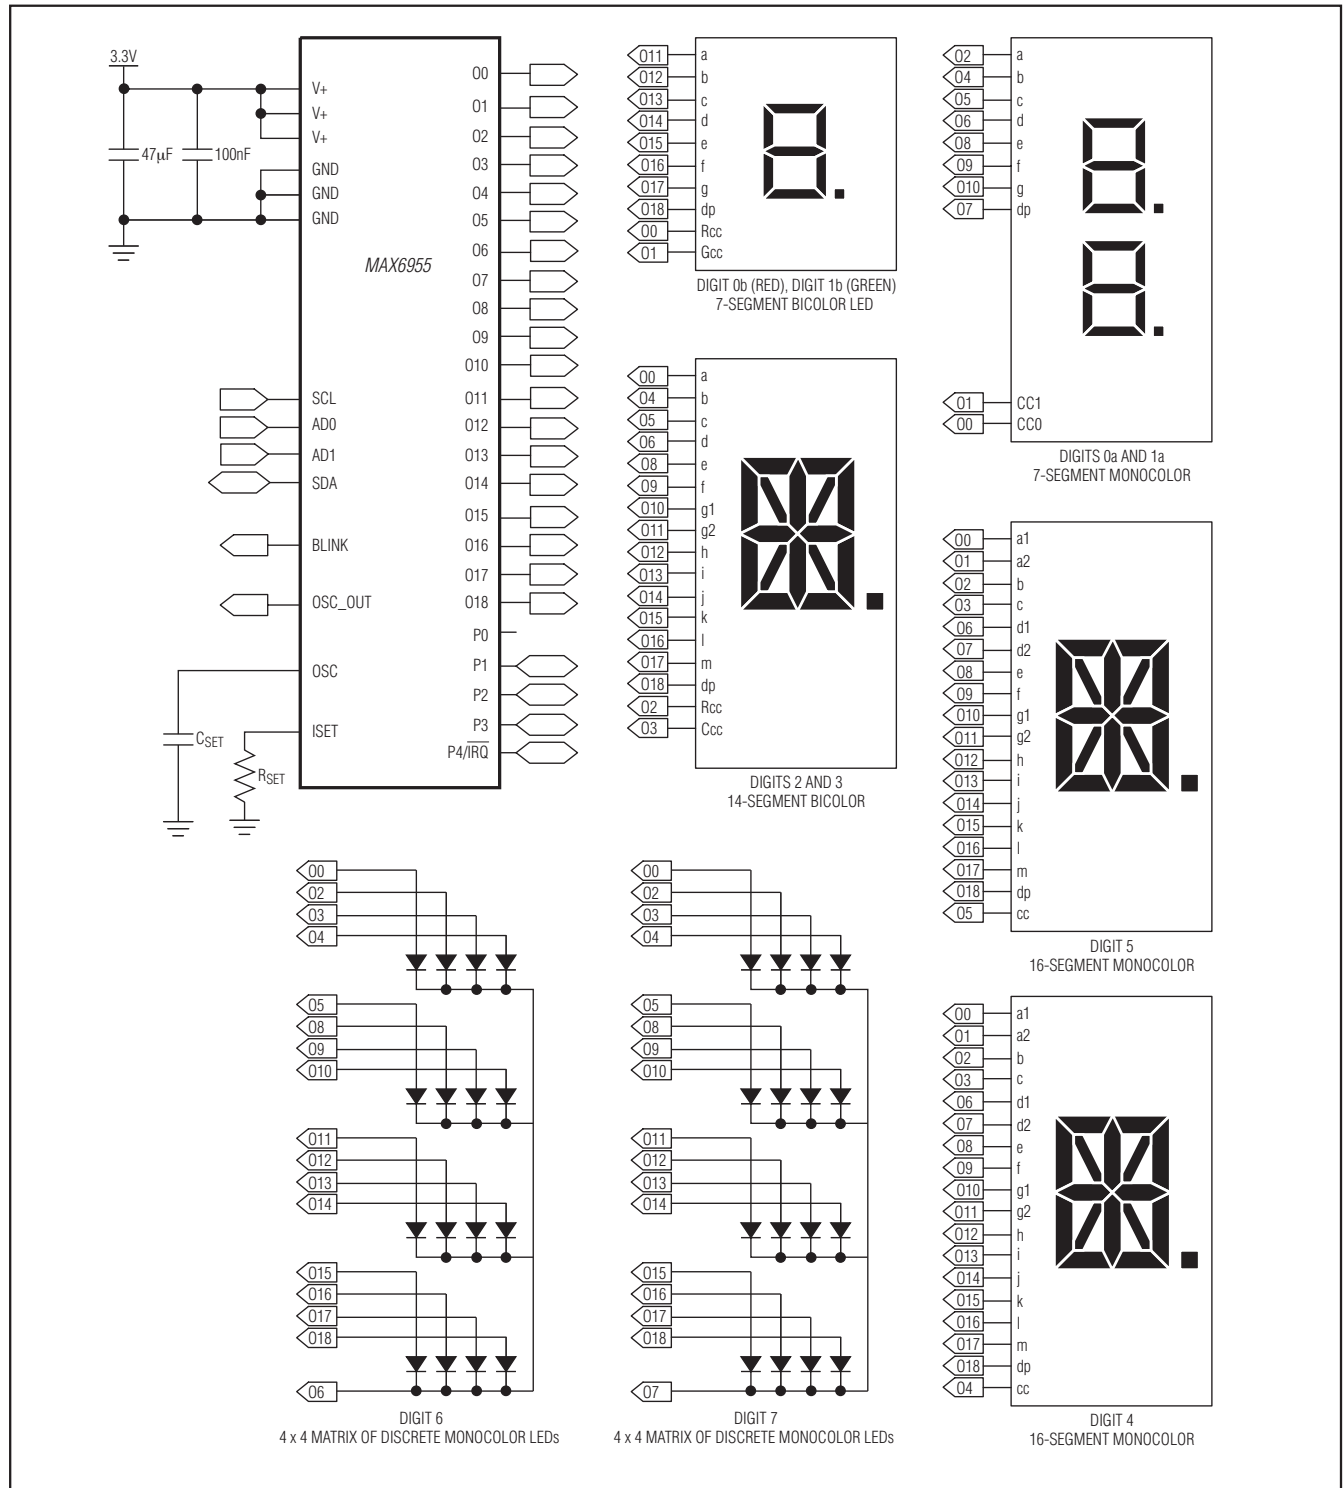 3.3V
47µF
100nF
V+
V+
V+
GND
GND
GND
MAX6955
SCL
AD0
AD1
SDA
BLINK
OSC_OUT
OSC
ISET
CSET
RSET
O0
O1
O2
O3
O4
O5
O6
O7
O8
O9
O10
O11
O12
O13
O14
O15
O16
O17
O18
P0
P1
P2
P3
P4/IRQ
O11 a
O12 b
O13 c
O14 d
O15 e
O16 f
O17 g
O18 dp
O0 Rcc
O1 Gcc
DIGIT 0b (RED), DIGIT 1b (GREEN)
7-SEGMENT BICOLOR LED
O2 a
O4 b
O5 c
O6 d
O8 e
O9 f
O10 g
O7 dp
O1 CC1
O0 CC0
DIGITS 0a AND 1a
7-SEGMENT MONOCOLOR
O0 a
O4 b
O5 c
O6 d
O8 e
O9 f
O10 g1
O11 g2
O12 h
O13 i
O14 j
O15 k
O16 l
O17 m
O18 dp
O2 Rcc
O3 Ccc
DIGITS 2 AND 3
14-SEGMENT BICOLOR
O0 a1
O1 a2
O2 b
O3 c
O6 d1
O7 d2
O8 e
O9 f
O10 g1
O11 g2
O12 h
O13 i
O14 j
O15 k
O16 l
O17 m
O18 dp
O5 cc
DIGIT 5
16-SEGMENT MONOCOLOR
O0
O2
O3
O4
O5
O8
O9
O10
O11
O12
O13
O14
O15
O16
O17
O18
O6
DIGIT 6
4 x 4 MATRIX OF DISCRETE MONOCOLOR LEDs
O0
O2
O3
O4
O5
O8
O9
O10
O11
O12
O13
O14
O15
O16
O17
O18
O7
DIGIT 7
4 x 4 MATRIX OF DISCRETE MONOCOLOR LEDs
O0 a1
O1 a2
O2 b
O3 c
O6 d1
O7 d2
O8 e
O9 f
O10 g1
O11 g2
O12 h
O13 i
O14 j
O15 k
O16 l
O17 m
O18 dp
O4 cc
DIGIT 4
16-SEGMENT MONOCOLOR